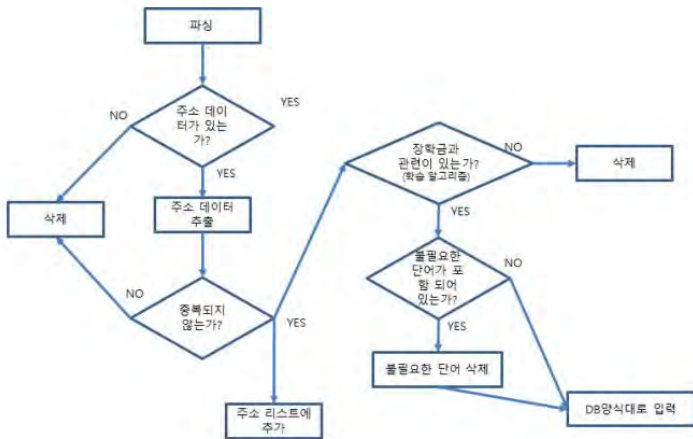 파싱
NO
주소 데이
터가 있는
가?
YES
YES
주소 데이터
추출
삭제
NO
중복되지
않는가?
YES
주소 리스트에
추가
장학금과
관련이 있는가?
(학습 알고리즘)
NO
삭제
YES
불필요한
단어가 포
함 되어
있는가?
NO
YES
불필요한 단어 삭제
DB양식대로 입력